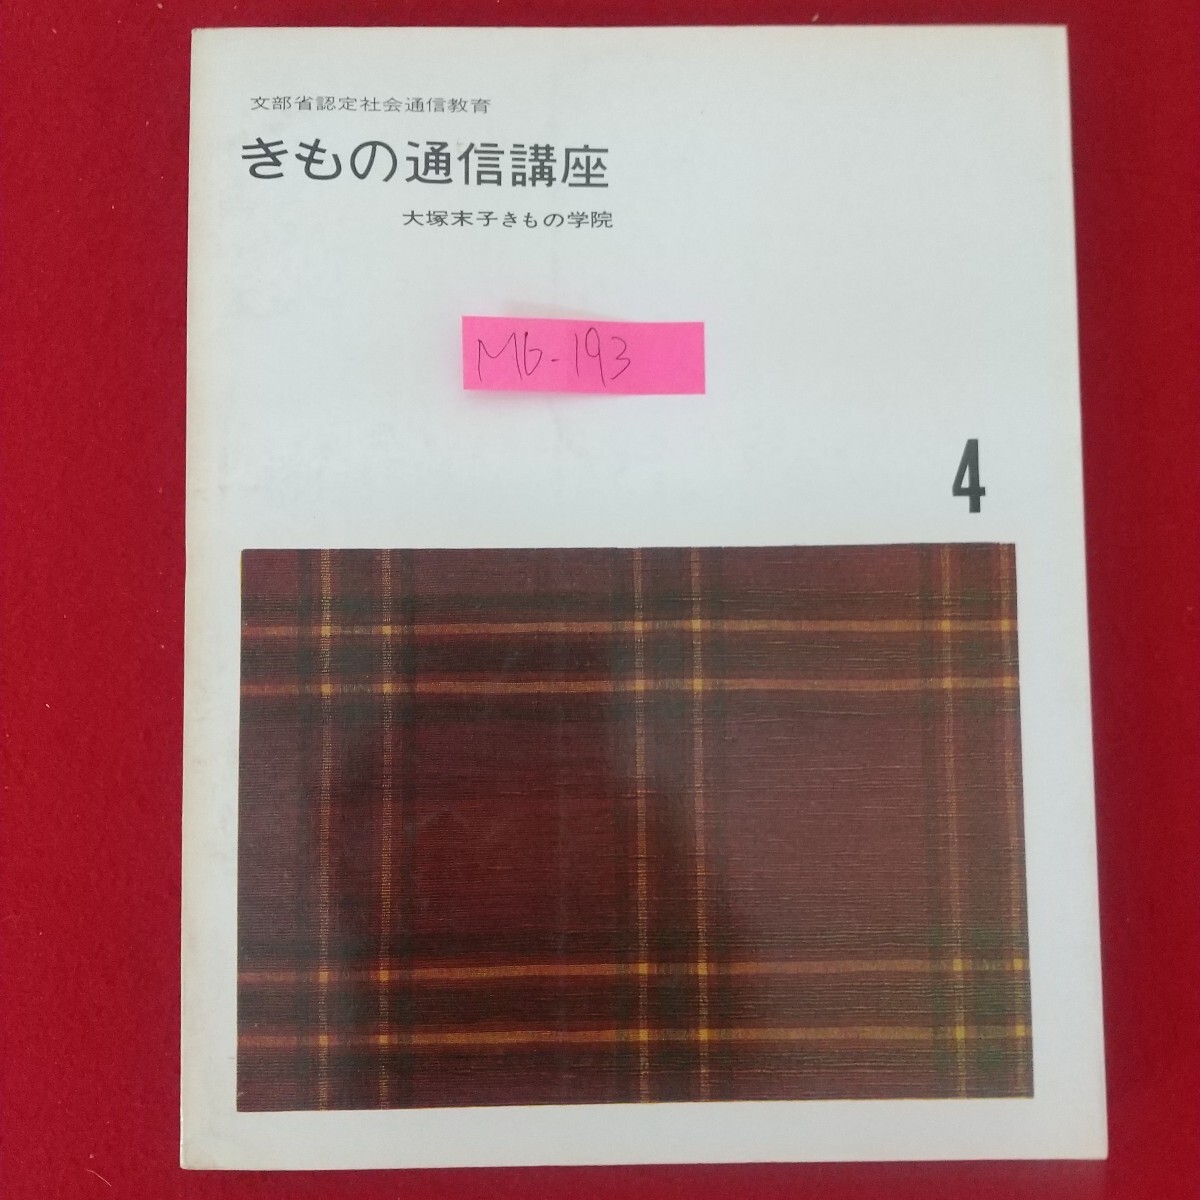 文部省認定社会通信教育
きもの通信講座
大塚末子きもの学院
M6-193
4